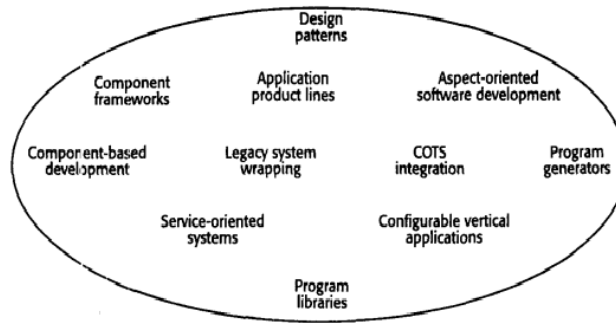 Design
patterns
Component
frameworks
Application
product lines
Aspect-oriented
software development
Component-based
development
Legacy system
wrapping
COTS
integration
Program
generators
Service-oriented
systems
Configurable vertical
applications
Program
libraries